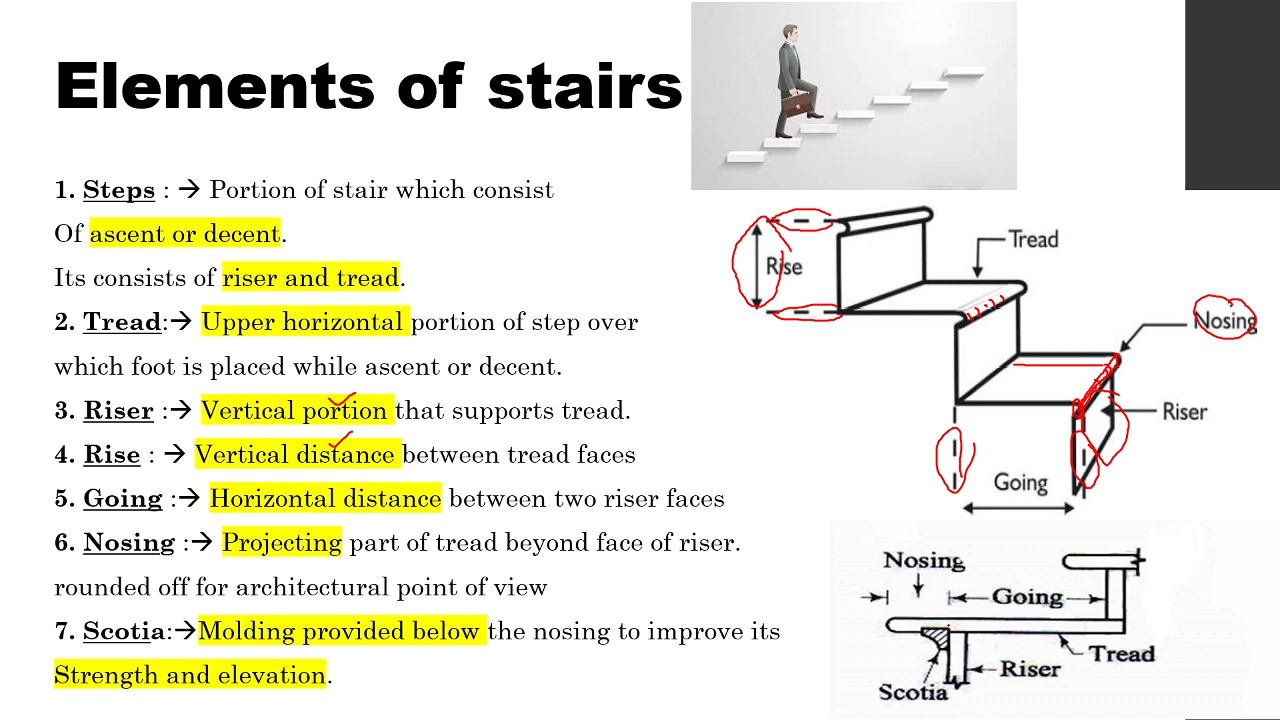 Elements of stairs
1. Steps : → Portion of stair which consist
Of ascent or decent.
Its consists of riser and tread.
2. Tread:→ Upper horizontal portion of step over
which foot is placed while ascent or decent.
3. Riser :→ Vertical portion that supports tread.
4. Rise : → Vertical distance between tread faces
5. Going :→ Horizontal distance between two riser faces
6. Nosing :→ Projecting part of tread beyond face of riser.
rounded off for architectural point of view
7. Scotia:→Molding provided below the nosing to improve its
Strength and elevation.
Tread
Rise
Nosing
Riser
Going
Nosing
Going
Tread
Riser
Scotia